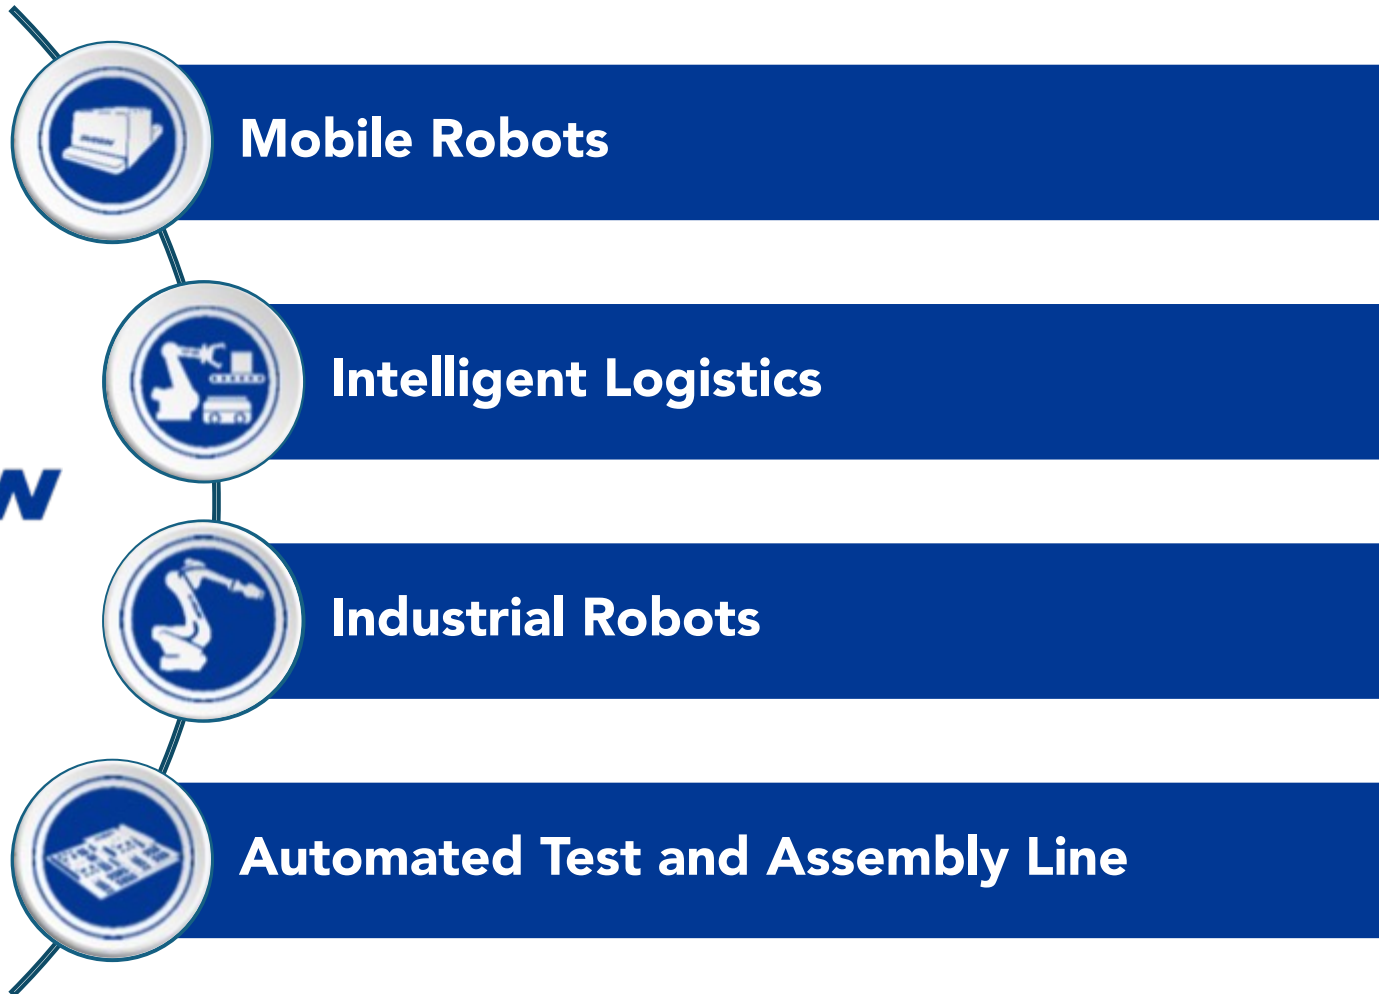 Mobile Robots
Intelligent Logistics
W
Industrial Robots
Automated Test and Assembly Line